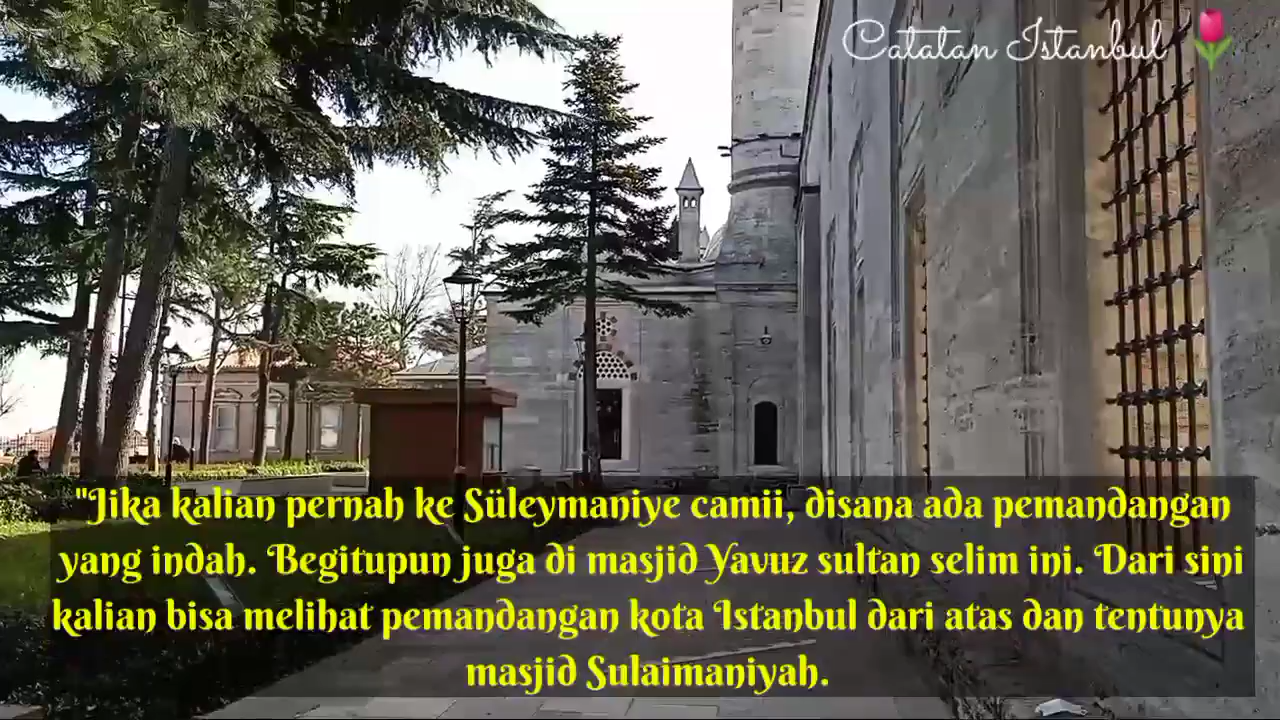 Catatan Istanbul
"Jika kalian pernah ke Süleymaniye camii, disana ada pemandangan
yang indah. Begitupun juga di masjid Yavuz sultan selim ini. Dari sini
kalian bisa melihat pemandangan kota Istanbul dari atas dan tentunya
masjid Sulaimaniyah.